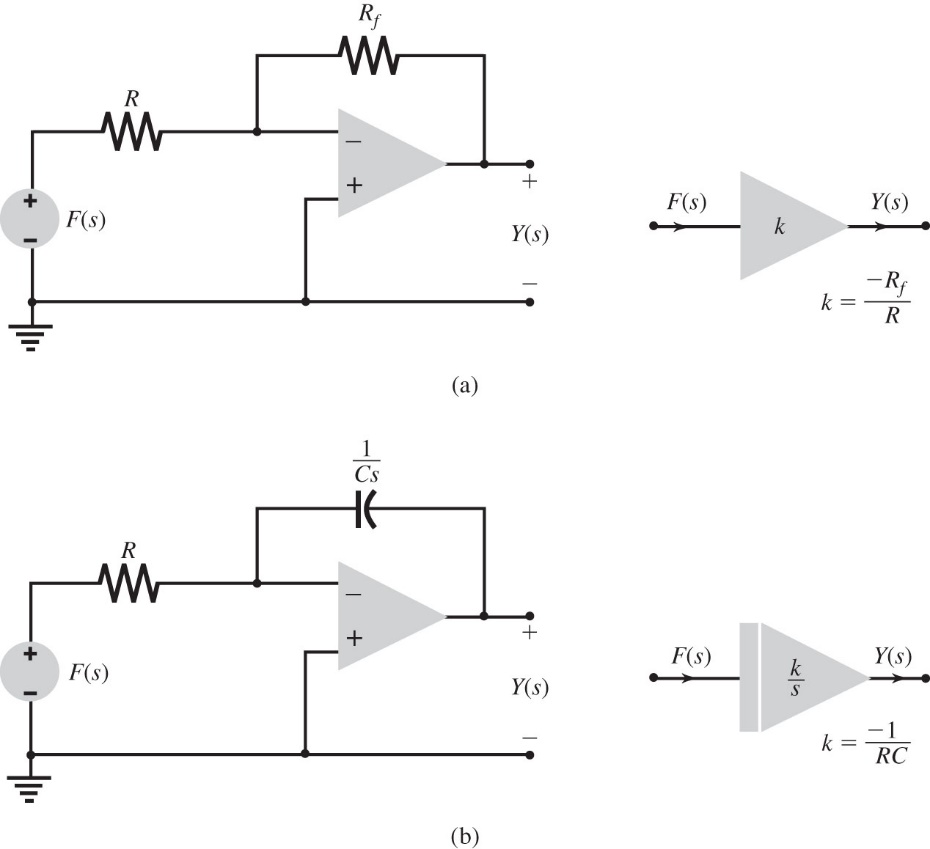 R_f
R
−
+
+
F(s)
−
+
Y(s)
−
F(s) k Y(s)
k = −R_f / R
(a)
1 / Cs
R
−
+
+
F(s)
−
+
Y(s)
−
F(s) k / s Y(s)
k = −1 / RC
(b)